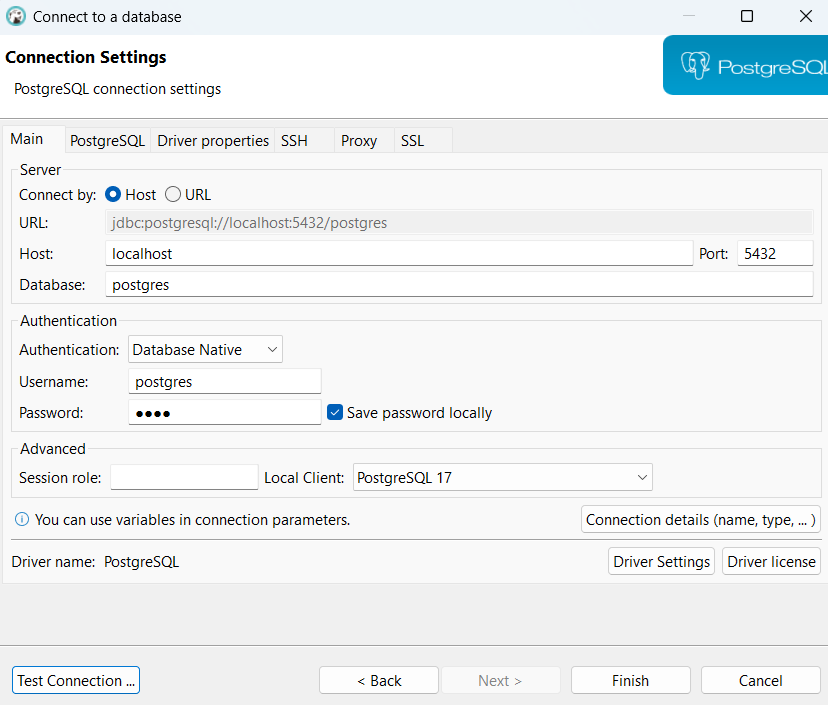 Connect to a database
Connection Settings
PostgreSQL connection settings
PostgreSQL
Main PostgreSQL Driver properties SSH Proxy SSL
Server
Connect by: Host URL
URL: jdbc:postgresql://localhost:5432/postgres
Host: localhost Port: 5432
Database: postgres
Authentication
Authentication: Database Native
Username: postgres
Password: ●●●●  Save password locally
Advanced
Session role: Local Client: PostgreSQL 17
You can use variables in connection parameters. Connection details (name, type, ... )
Driver name: PostgreSQL Driver Settings Driver license
Test Connection ... < Back Next > Finish Cancel